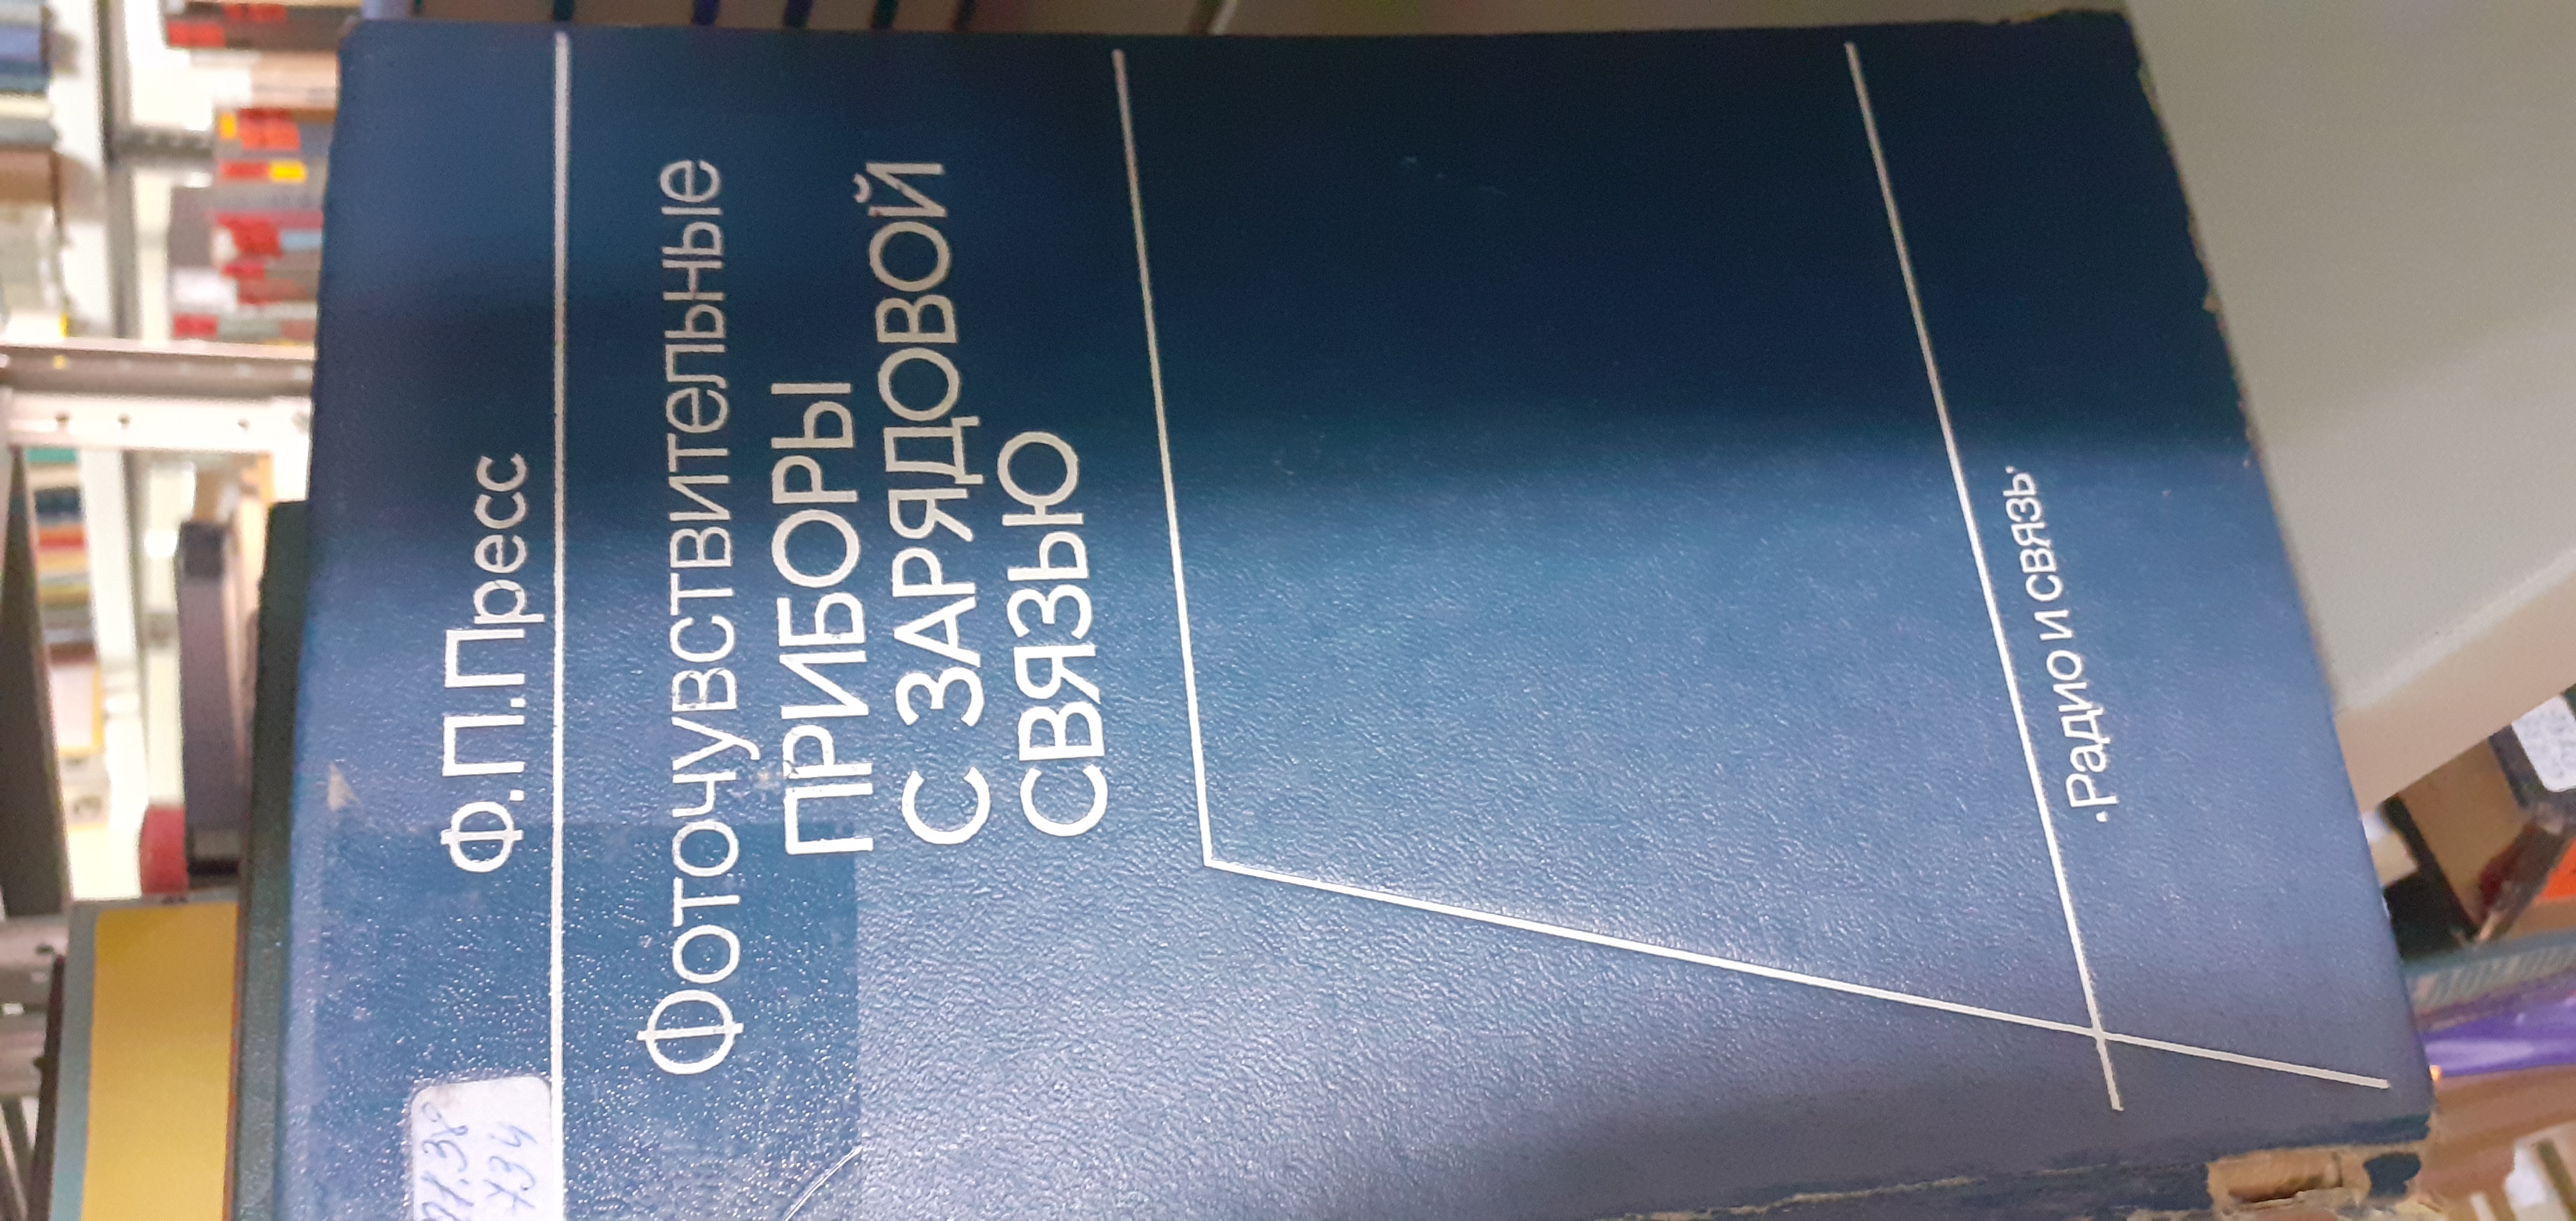 Ф.П.Пресс
Фоточувствительные
ПРИБОРЫ
С ЗАРЯДОВОЙ
СВЯЗЬЮ
·Радио и связь·